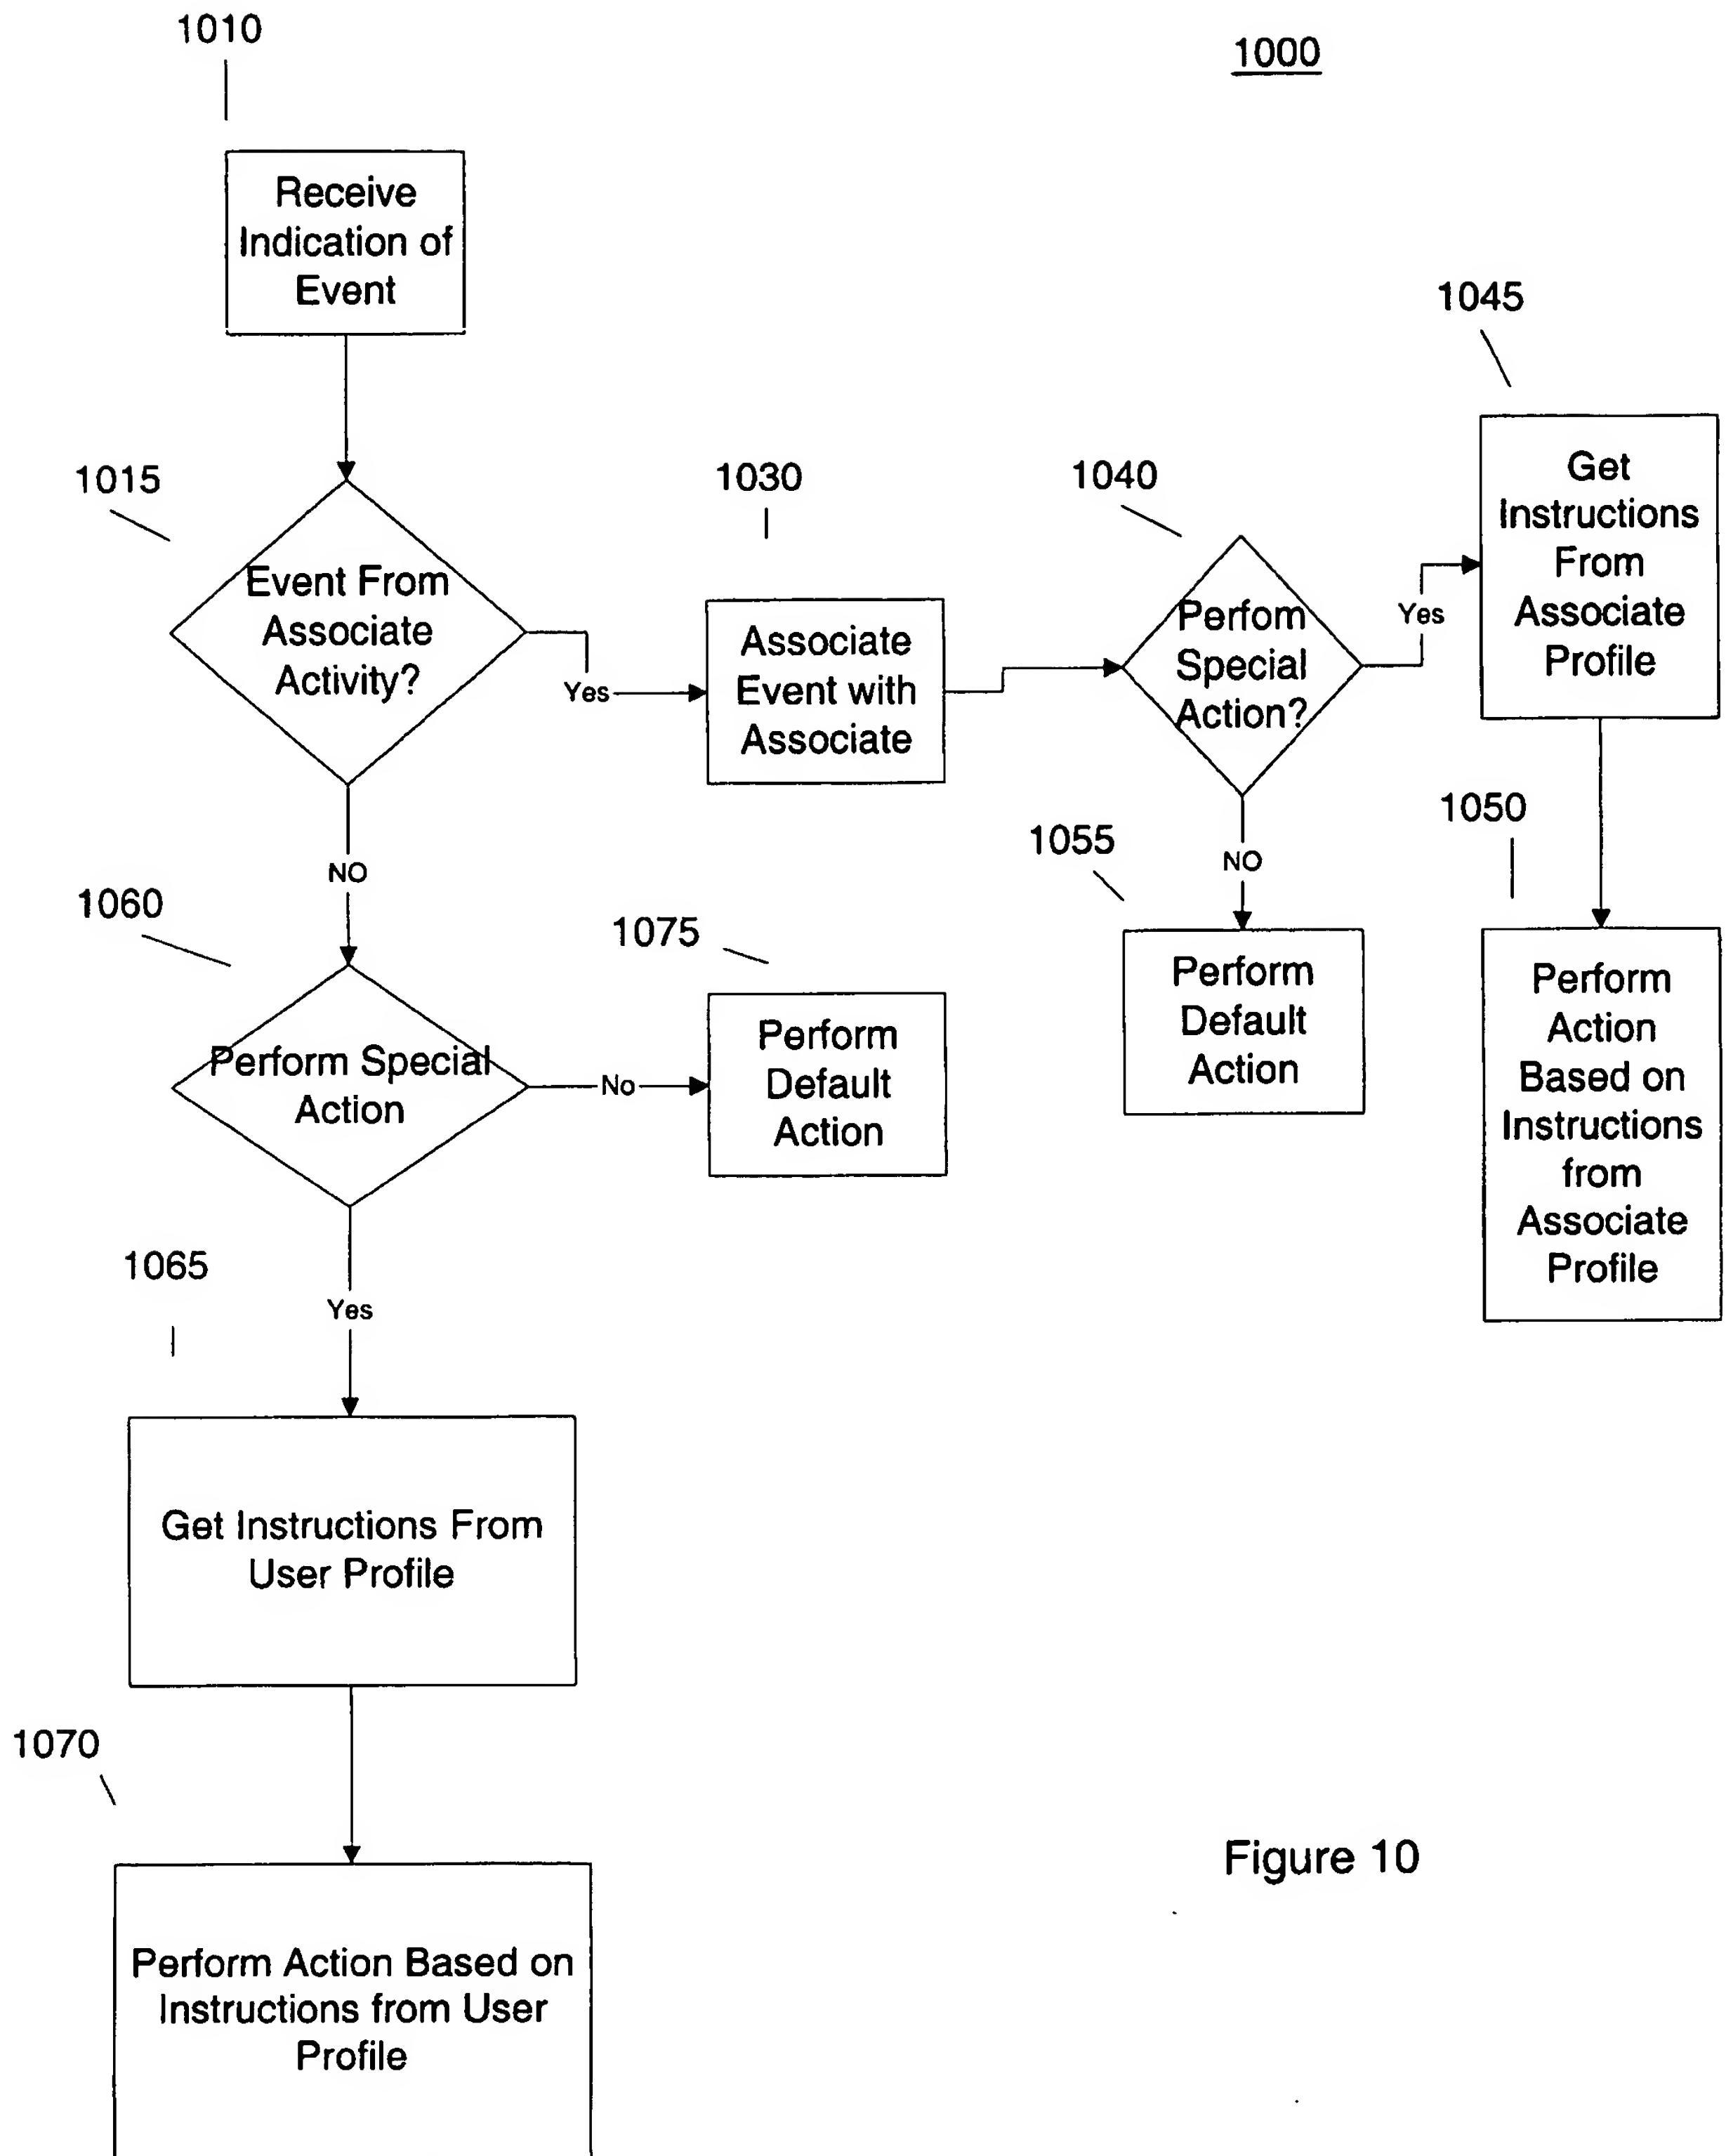 1010
1000
Receive
Indication of
Event
1045
1015
1030
1040
Get
Instructions
From
Associate
Profile
Event From
Associate
Activity?
Yes
Associate
Event with
Associate
Perfom
Special
Action?
Yes
NO
1055
NO
1050
1060
1075
Perform Special
Action
No
Perform
Default
Action
Perform
Default
Action
Perform
Action
Based on
Instructions
from
Associate
Profile
1065
Yes
Get Instructions From
User Profile
1070
Perform Action Based on
Instructions from User
Profile
Figure 10